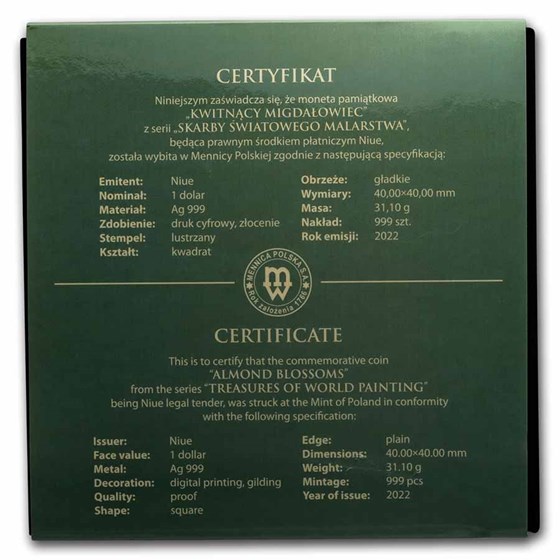 CERTYFIKAT
Niniejszym zaświadcza się, że moneta pamiątkowa
„KWITNĄCY MIGDAŁOWIEC”
z serii „SKARBY ŚWIATOWEGO MALARSTWA”,
będąca prawnym środkiem płatniczym Niue,
została wybita w Mennicy Polskiej zgodnie z następującą specyfikacją:
Emitent: Niue
Nominał: 1 dolar
Materiał: Ag 999
Zdobienie: druk cyfrowy, złocenie
Stempel: lustrzany
Kształt: kwadrat
Obrzeże: gładkie
Wymiary: 40,00×40,00 mm
Masa: 31,10 g
Nakład: 999 szt.
Rok emisji: 2022
MENNICA POLSKA S.A.
MW
Rok założenia 1766
CERTIFICATE
This is to certify that the commemorative coin
“ALMOND BLOSSOMS”
from the series “TREASURES OF WORLD PAINTING”
being Niue legal tender, was struck at the Mint of Poland in conformity
with the following specification:
Issuer: Niue
Face value: 1 dollar
Metal: Ag 999
Decoration: digital printing, gilding
Quality: proof
Shape: square
Edge: plain
Dimensions: 40.00×40.00 mm
Weight: 31.10 g
Mintage: 999 pcs
Year of issue: 2022